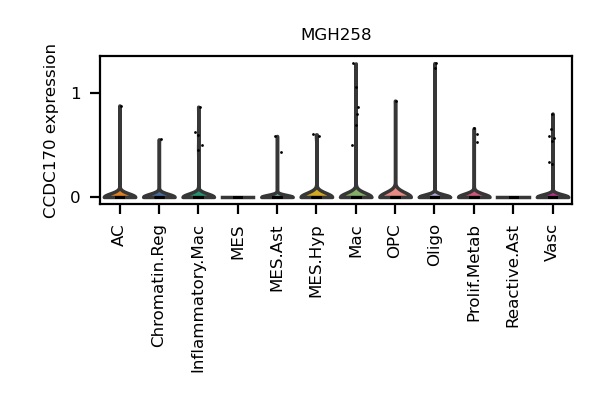 MGH258
CCDC170 expression
1
0
AC
Chromatin.Reg
Inflammatory.Mac
MES
MES.Ast
MES.Hyp
Mac
OPC
Oligo
Prolif.Metab
Reactive.Ast
Vasc